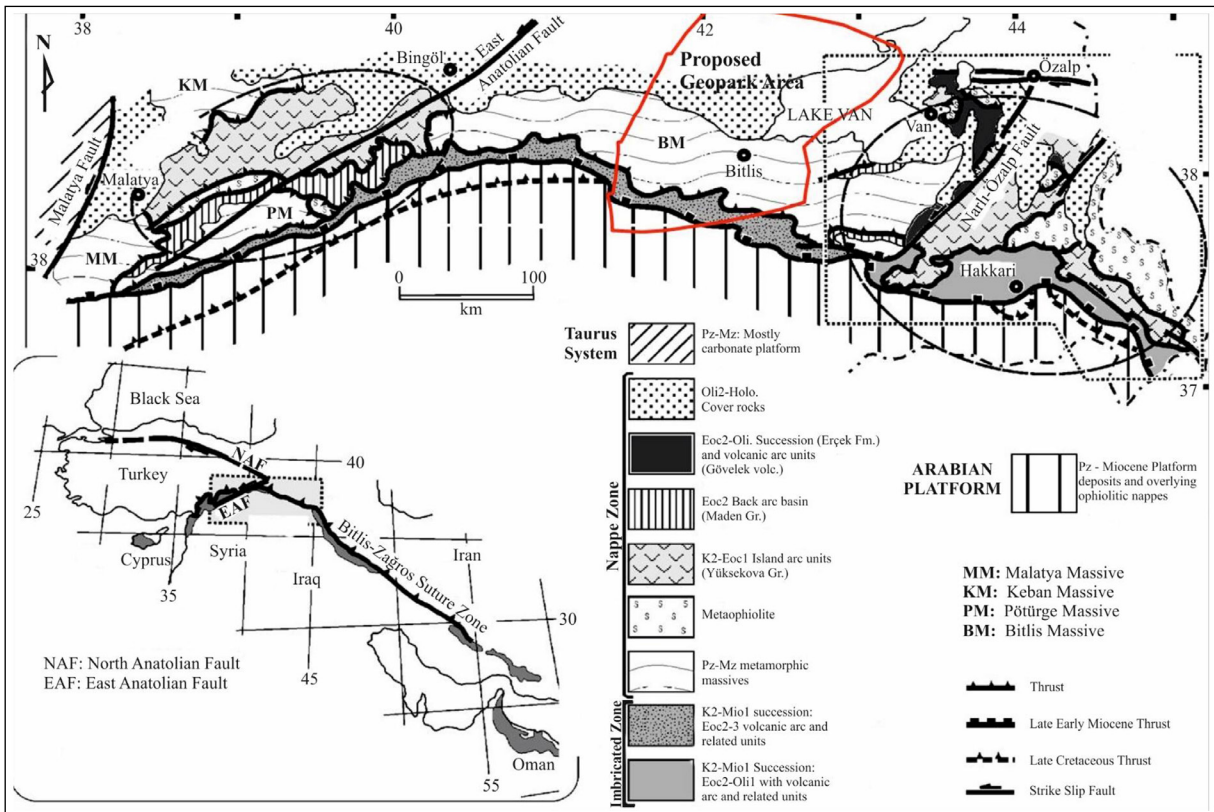 38
40
42
44
N
KM
Bingöl
East
Anatolian Fault
Proposed
Geopark Area
LAKE VAN
Özalp
Van
Malatya Fault
Malatya
BM
Bitlis
Narlı-Özalp Fault
38
PM
MM
38
0
100
km
Hakkari
37
Taurus
System
Pz-Mz: Mostly
carbonate platform
Nappe Zone
Oli2-Holo.
Cover rocks
Eoc2-Oli. Succession (Erçek Fm.)
and volcanic arc units
(Gövelek volc.)
Eoc2 Back arc basin
(Maden Gr.)
K2-Eoc1 Island arc units
(Yüksekova Gr.)
Metaophiolite
Pz-Mz metamorphic
massives
Imbricated Zone
K2-Mio1 succession:
Eoc2-3 volcanic arc and
related units
K2-Mio1 Succession:
Eoc2-Oli1 with volcanic
arc and related units
ARABIAN
PLATFORM
Pz - Miocene Platform
deposits and overlying
ophiolitic nappes
MM: Malatya Massive
KM: Keban Massive
PM: Pötürge Massive
BM: Bitlis Massive
Thrust
Late Early Miocene Thrust
Late Cretaceous Thrust
Strike Slip Fault
Black Sea
NAF
40
Turkey
25
EAF
Cyprus
Syria
Iraq
Iran
Bitlis-Zağros Suture Zone
35
30
45
NAF: North Anatolian Fault
EAF: East Anatolian Fault
Oman
55